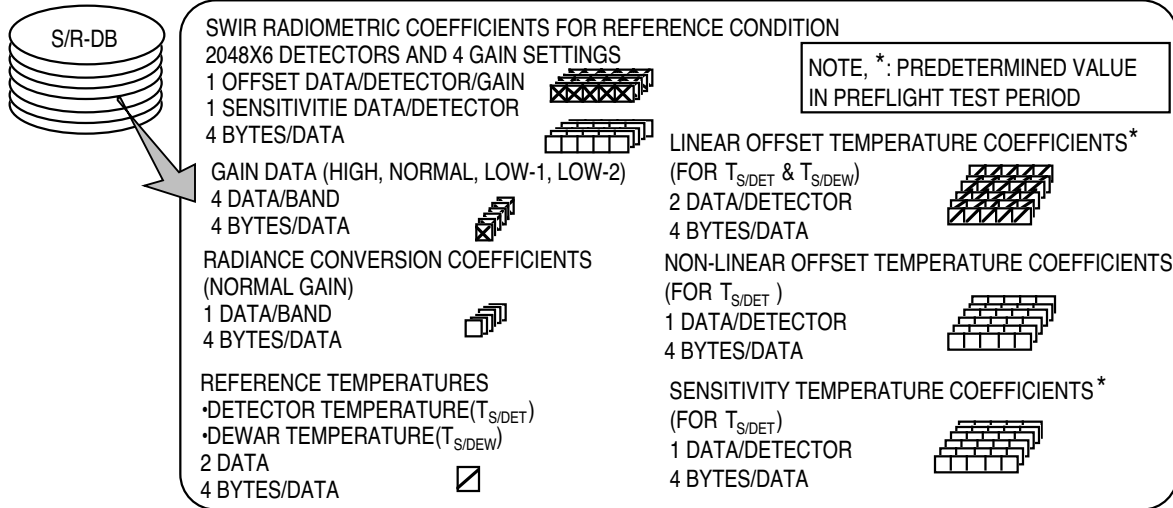 S/R-DB
SWIR RADIOMETRIC COEFFICIENTS FOR REFERENCE CONDITION
2048X6 DETECTORS AND 4 GAIN SETTINGS
1 OFFSET DATA/DETECTOR/GAIN
1 SENSITIVITIE DATA/DETECTOR
4 BYTES/DATA
NOTE, *: PREDETERMINED VALUE
IN PREFLIGHT TEST PERIOD
GAIN DATA (HIGH, NORMAL, LOW-1, LOW-2)
4 DATA/BAND
4 BYTES/DATA
RADIANCE CONVERSION COEFFICIENTS
(NORMAL GAIN)
1 DATA/BAND
4 BYTES/DATA
REFERENCE TEMPERATURES
•DETECTOR TEMPERATURE(TS/DET)
•DEWAR TEMPERATURE(TS/DEW)
2 DATA
4 BYTES/DATA
LINEAR OFFSET TEMPERATURE COEFFICIENTS*
(FOR TS/DET & TS/DEW)
2 DATA/DETECTOR
4 BYTES/DATA
NON-LINEAR OFFSET TEMPERATURE COEFFICIENTS
(FOR TS/DET )
1 DATA/DETECTOR
4 BYTES/DATA
SENSITIVITY TEMPERATURE COEFFICIENTS*
(FOR TS/DET)
1 DATA/DETECTOR
4 BYTES/DATA